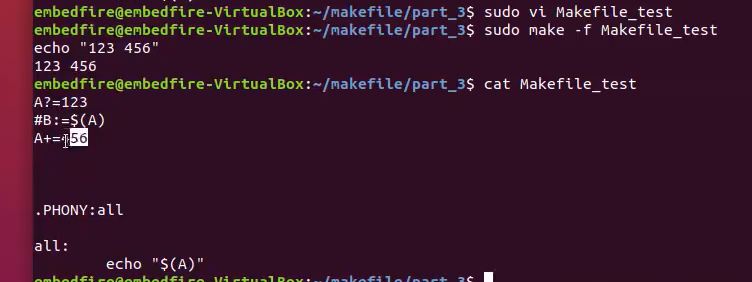 embedfire@embedfire-VirtualBox:~/makefile/part_3$ sudo vi Makefile_test
embedfire@embedfire-VirtualBox:~/makefile/part_3$ sudo make -f Makefile_test
echo "123 456"
123 456
embedfire@embedfire-VirtualBox:~/makefile/part_3$ cat Makefile_test
A?=123
#B:=$(A)
A+=456
.PHONY:all
all:
echo "$(A)"
embedfire@embedfire-VirtualBox:~/makefile/part_3$